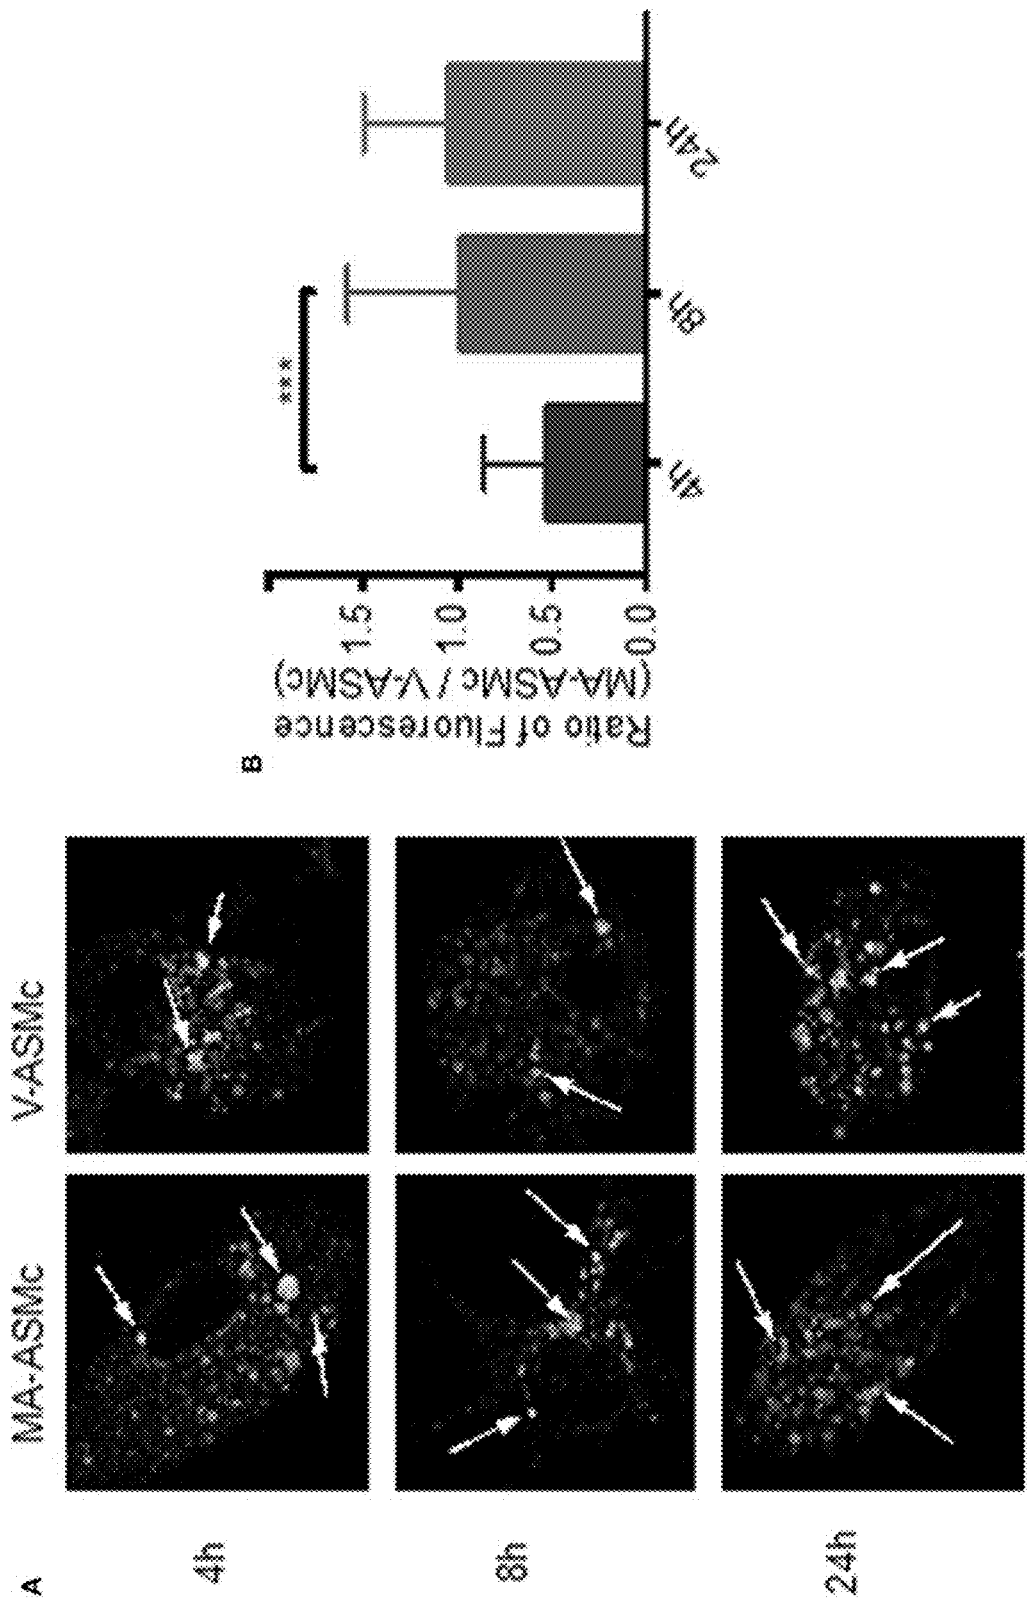 A
MA-ASMc
V-ASMc
4h
8h
24h
B
Ratio of Fluorescence
(MA-ASMc / V-ASMc)
1.5
1.0
0.5
0.0
***
4h
8h
24h